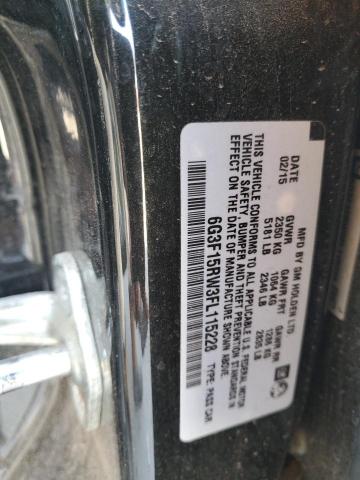 MFD BY GM HOLDEN LTD
DATE GVWR GAWR FRT GAWR RR
02/15 2350 KG 1064 KG 1286 KG
5181 LB 2346 LB 2835 LB
THIS VEHICLE CONFORMS TO ALL APPLICABLE U.S. FEDERAL MOTOR
VEHICLE SAFETY, BUMPER AND THEFT PREVENTION STANDARDS IN
EFFECT ON THE DATE OF MANUFACTURE SHOWN ABOVE.
6G3F15RW3FL115228 TYPE: PASS CAR